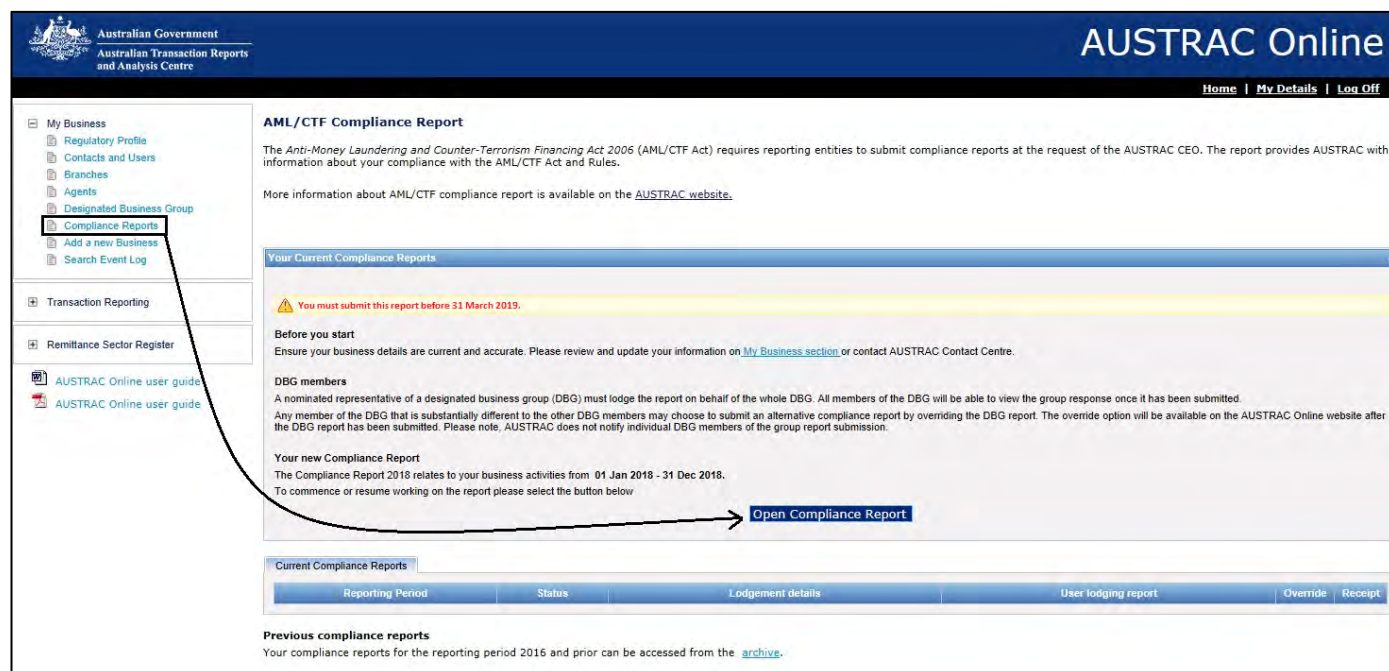 Australian Government
Australian Transaction Reports
and Analysis Centre
AUSTRAC Online
Home | My Details | Log Off
My Business
Regulatory Profile
Contacts and Users
Branches
Agents
Designated Business Group
Compliance Reports
Add a new Business
Search Event Log
Transaction Reporting
Remittance Sector Register
AUSTRAC Online user guide
AUSTRAC Online user guide
AML/CTF Compliance Report
The Anti-Money Laundering and Counter-Terrorism Financing Act 2006 (AML/CTF Act) requires reporting entities to submit compliance reports at the request of the AUSTRAC CEO. The report provides AUSTRAC with
information about your compliance with the AML/CTF Act and Rules.
More information about AML/CTF compliance report is available on the AUSTRAC website.
Your Current Compliance Reports
You must submit this report before 31 March 2019.
Before you start
Ensure your business details are current and accurate. Please review and update your information on My Business section or contact AUSTRAC Contact Centre.
DBG members
A nominated representative of a designated business group (DBG) must lodge the report on behalf of the whole DBG. All members of the DBG will be able to view the group response once it has been submitted.
Any member of the DBG that is substantially different to the other DBG members may choose to submit an alternative compliance report by overriding the DBG report. The override option will be available on the AUSTRAC Online website after
the DBG report has been submitted. Please note, AUSTRAC does not notify individual DBG members of the group report submission.
Your new Compliance Report
The Compliance Report 2018 relates to your business activities from 01 Jan 2018 - 31 Dec 2018.
To commence or resume working on the report please select the button below
Open Compliance Report
Current Compliance Reports
Reporting Period Status Lodgement details User lodging report Override Receipt
Previous compliance reports
Your compliance reports for the reporting period 2016 and prior can be accessed from the archive.